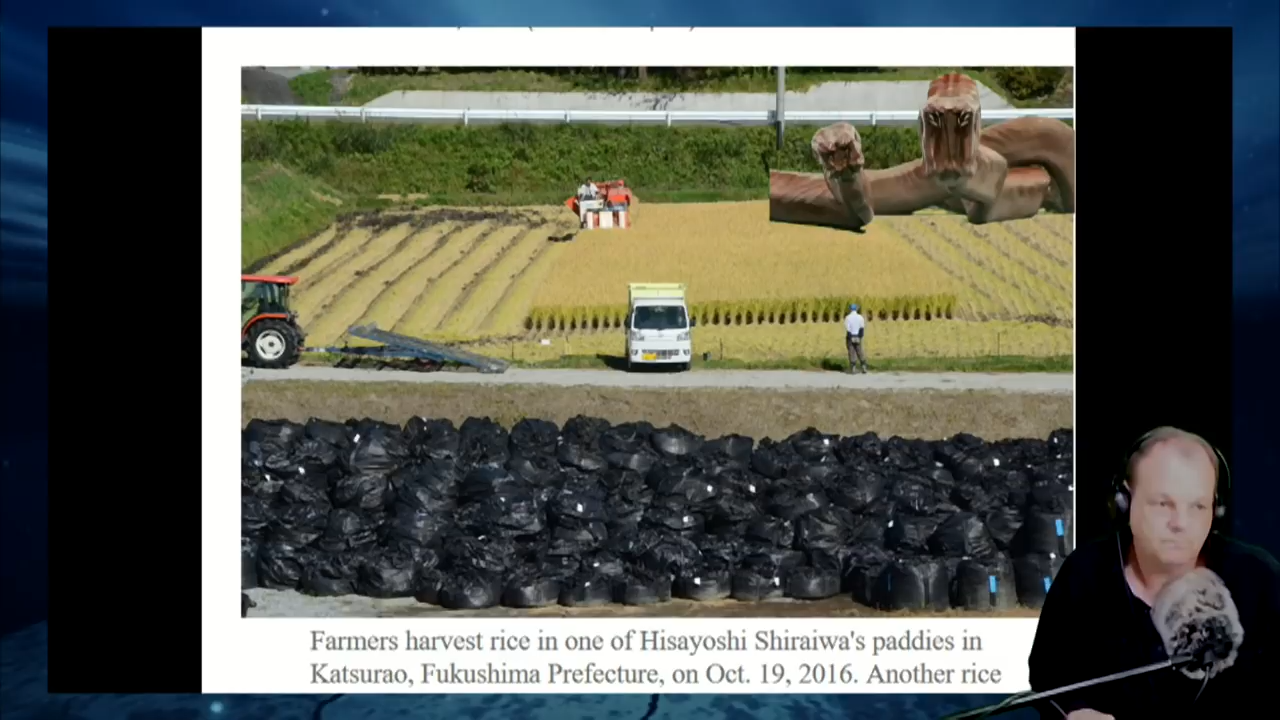 Farmers harvest rice in one of Hisayoshi Shiraiwa's paddies in
Katsurao, Fukushima Prefecture, on Oct. 19, 2016. Another rice